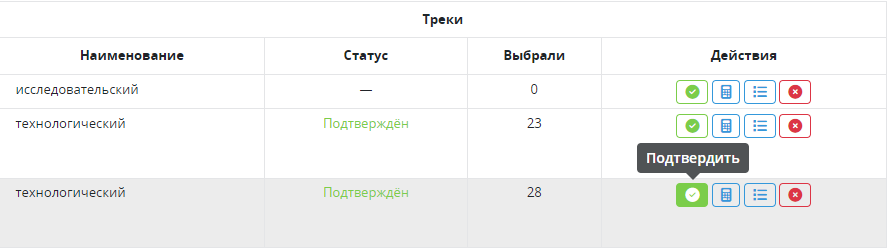 Треки
Наименование Статус Выбрали Действия
исследовательский — 0
технологический Подтверждён 23
Подтвердить
технологический Подтверждён 28